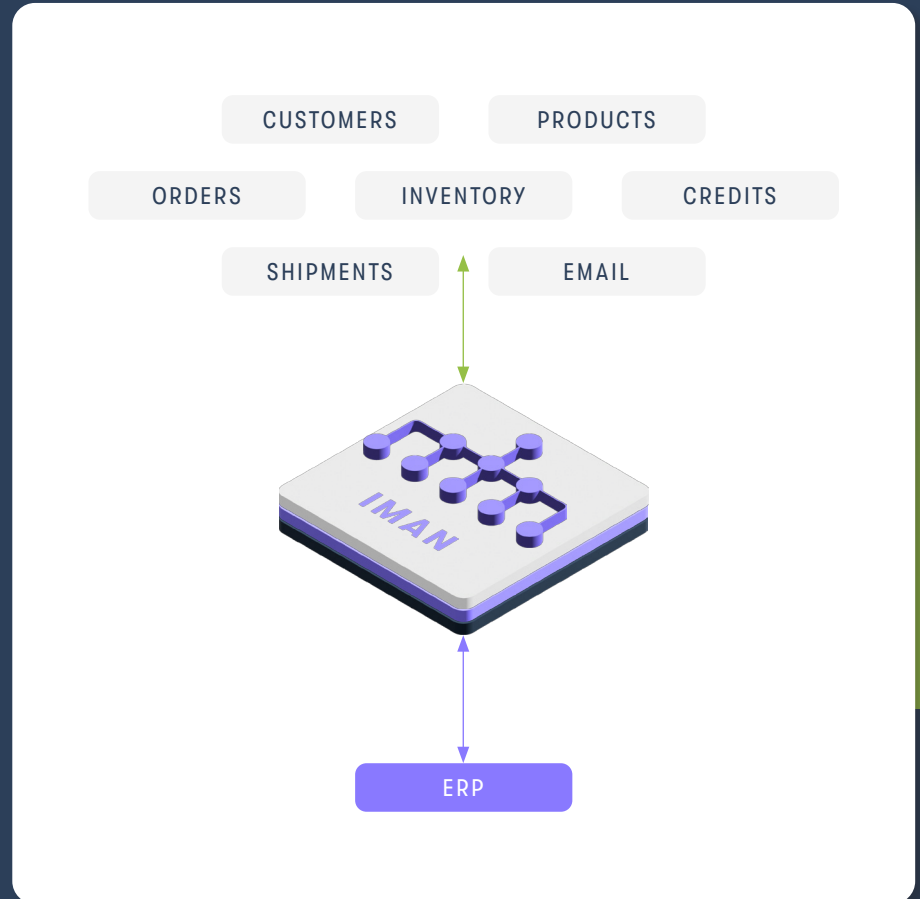 CUSTOMERS PRODUCTS
ORDERS INVENTORY CREDITS
SHIPMENTS EMAIL
IMAN
ERP